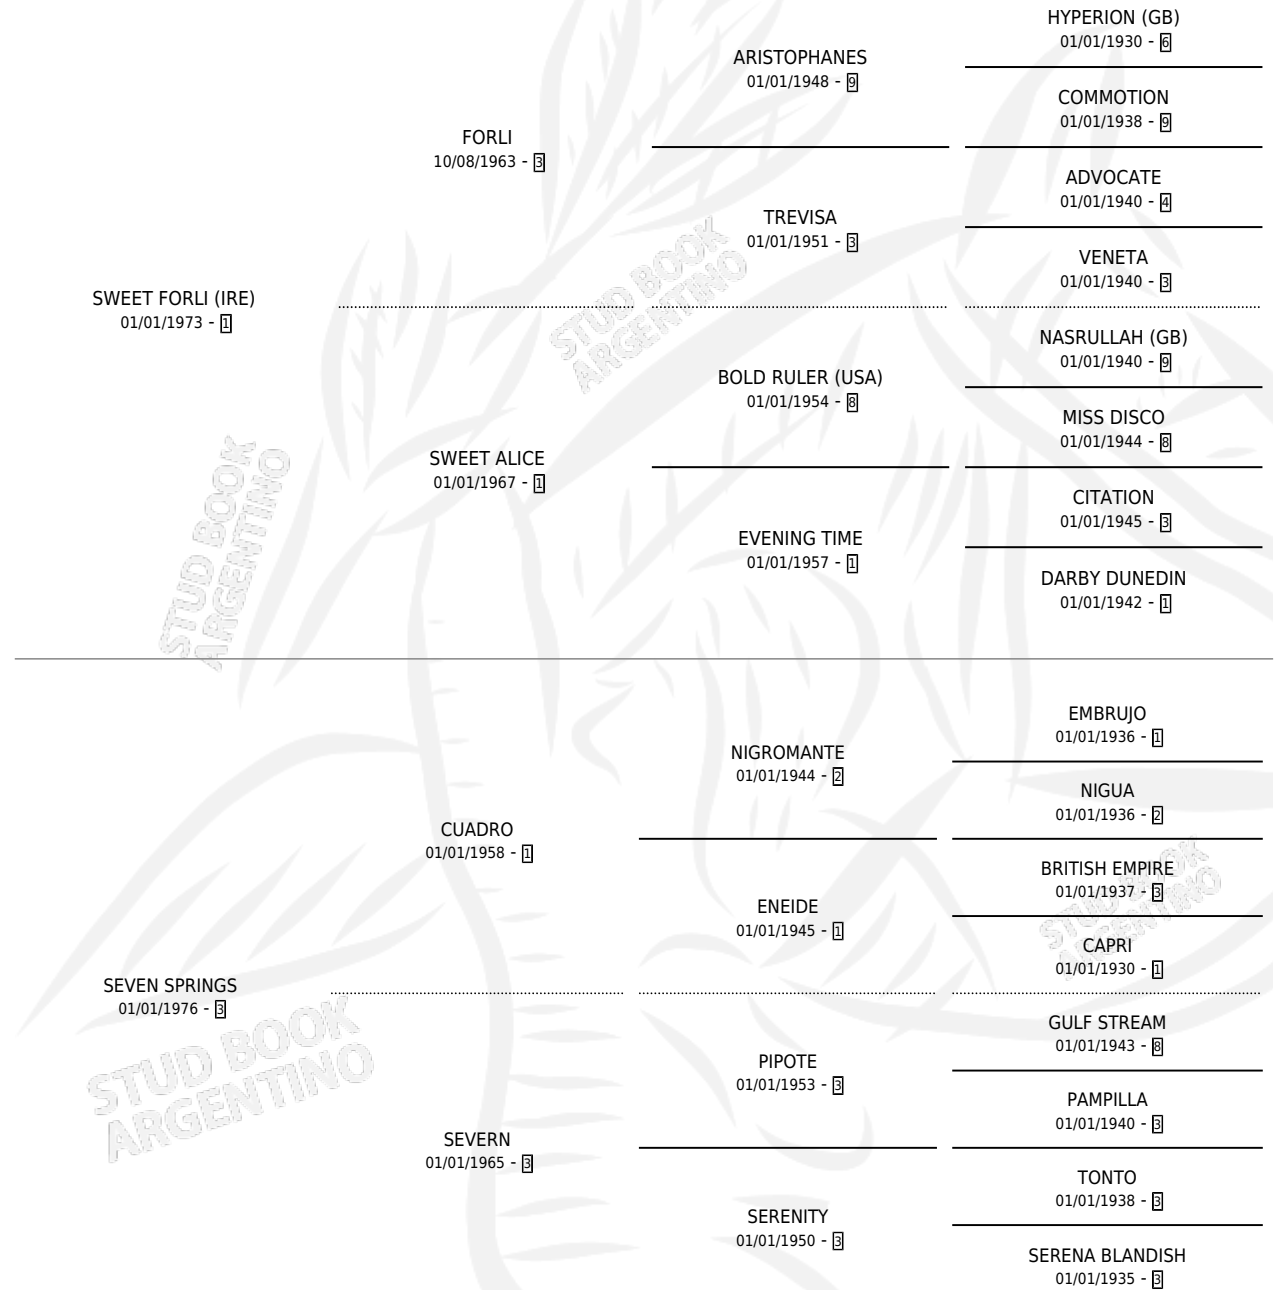 HYPERION (GB)
01/01/1930 - 6
ARISTOPHANES
01/01/1948 - 9
COMMOTION
01/01/1938 - 9
FORLI
10/08/1963 - 3
ADVOCATE
01/01/1940 - 4
TREVISA
01/01/1951 - 3
VENETA
01/01/1940 - 3
SWEET FORLI (IRE)
01/01/1973 - 1
NASRULLAH (GB)
01/01/1940 - 9
BOLD RULER (USA)
01/01/1954 - 8
MISS DISCO
01/01/1944 - 8
SWEET ALICE
01/01/1967 - 1
CITATION
01/01/1945 - 3
EVENING TIME
01/01/1957 - 1
DARBY DUNEDIN
01/01/1942 - 1
EMBRUJO
01/01/1936 - 1
NIGROMANTE
01/01/1944 - 2
NIGUA
01/01/1936 - 2
CUADRO
01/01/1958 - 1
BRITISH EMPIRE
01/01/1937 - 3
ENEIDE
01/01/1945 - 1
CAPRI
01/01/1930 - 1
SEVEN SPRINGS
01/01/1976 - 3
GULF STREAM
01/01/1943 - 8
PIPOTE
01/01/1953 - 3
PAMPILLA
01/01/1940 - 3
SEVERN
01/01/1965 - 3
TONTO
01/01/1938 - 3
SERENITY
01/01/1950 - 3
SERENA BLANDISH
01/01/1935 - 3
STUD BOOK
ARGENTINO
STUD BOOK
ARGENTINO
STUD BOOK
ARGENTINO
STUD BOOK
ARGENTINO